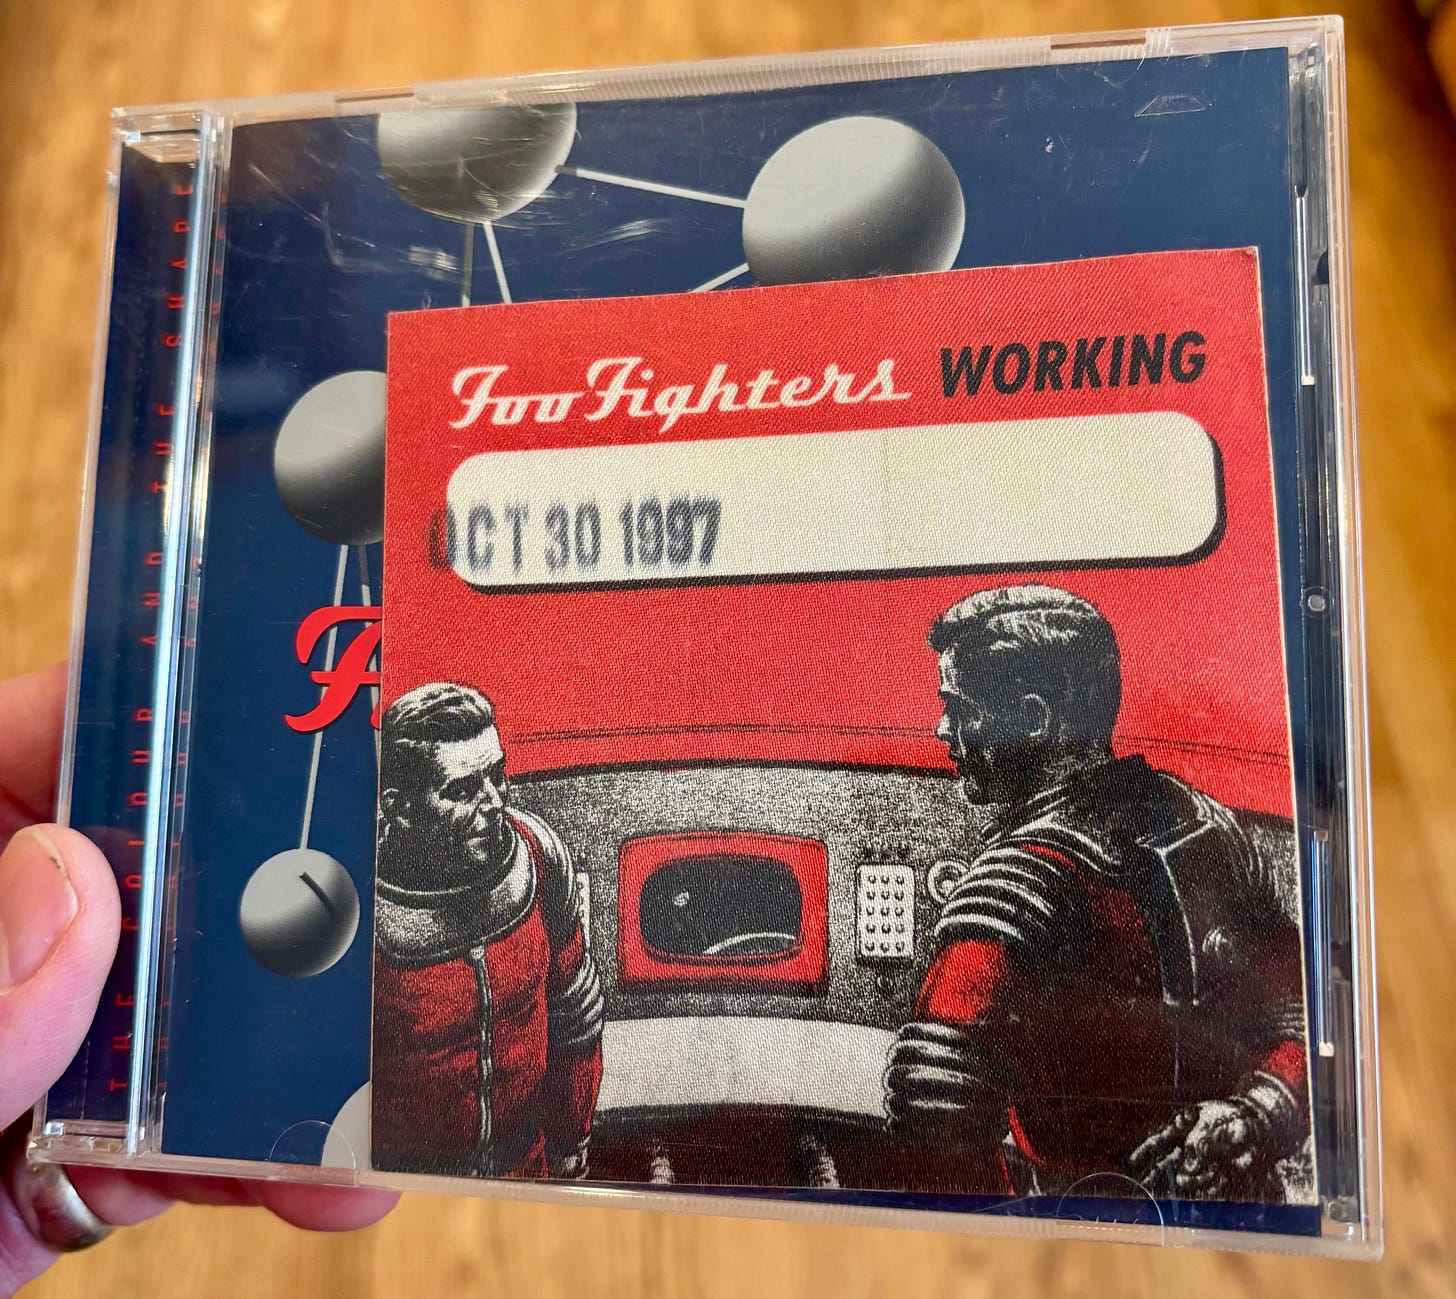 THE COLOUR AND THE SHAPE
Foo Fighters WORKING
OCT 30 1997
F